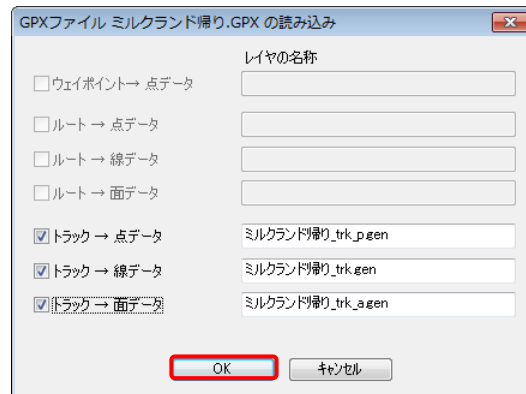 GPXファイル ミルクランド帰り.GPX の読み込み
レイヤの名称
ウェイポイント→ 点データ
ルート → 点データ
ルート → 線データ
ルート → 面データ
トラック → 点データ ミルクランド帰り_trk_p.gen
トラック → 線データ ミルクランド帰り_trk.gen
トラック → 面データ ミルクランド帰り_trk_a.gen
OK キャンセル